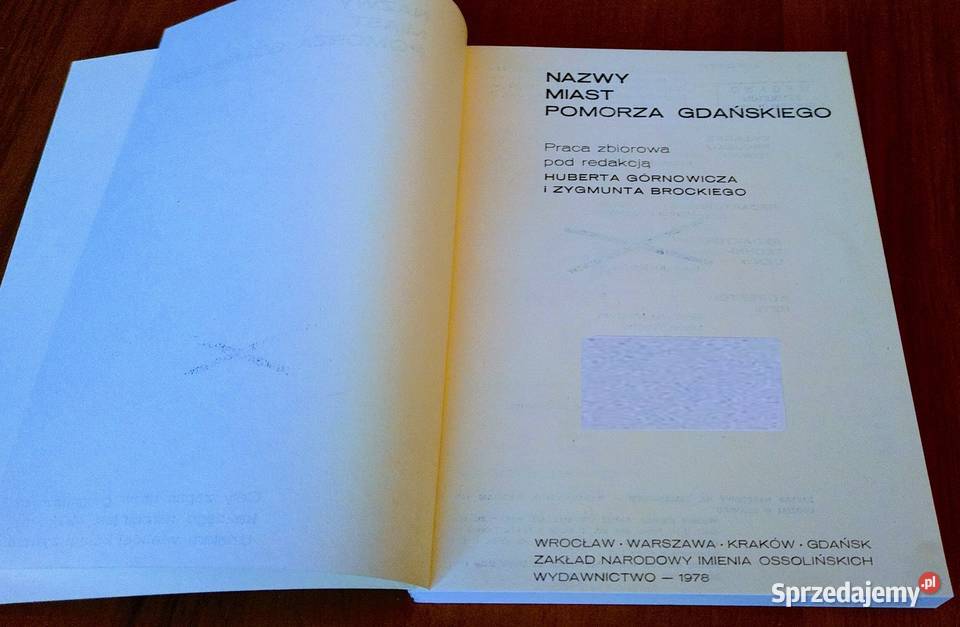 NAZWY
MIAST
POMORZA GDAŃSKIEGO
Praca zbiorowa
pod redakcją
HUBERTA GÓRNOWICZA
i ZYGMUNTA BROCKIEGO
WROCŁAW · WARSZAWA · KRAKÓW · GDAŃSK
ZAKŁAD NARODOWY IMIENIA OSSOLIŃSKICH
WYDAWNICTWO — 1978
Sprzedajemy.pl